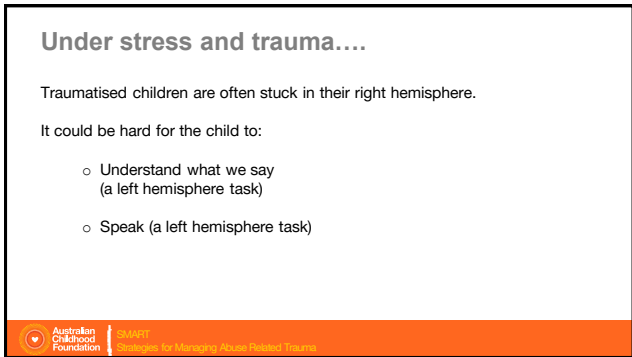 Under stress and trauma....
Traumatised children are often stuck in their right hemisphere.
It could be hard for the child to:
○ Understand what we say
(a left hemisphere task)
○ Speak (a left hemisphere task)
Australian
Childhood
Foundation
SMART
Strategies for Managing Abuse Related Trauma